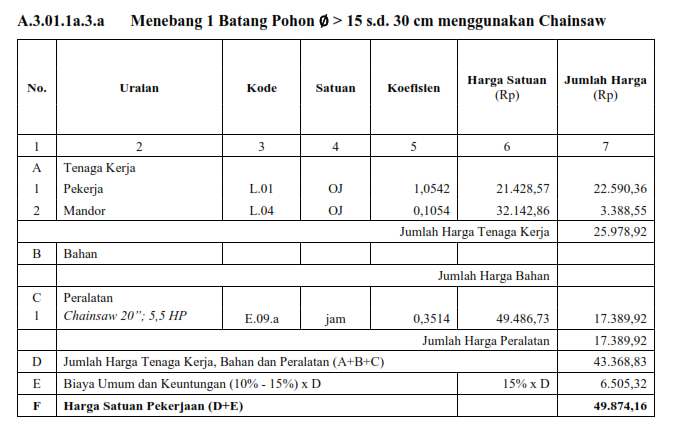 A.3.01.1a.3.a Menebang 1 Batang Pohon Ø > 15 s.d. 30 cm menggunakan Chainsaw
No. Uraian Kode Satuan Koefisien Harga Satuan (Rp) Jumlah Harga (Rp)
1 2 3 4 5 6 7
A Tenaga Kerja
1 Pekerja L.01 OJ 1,0542 21.428,57 22.590,36
2 Mandor L.04 OJ 0,1054 32.142,86 3.388,55
Jumlah Harga Tenaga Kerja 25.978,92
B Bahan
Jumlah Harga Bahan
C Peralatan
1 Chainsaw 20”; 5,5 HP E.09.a jam 0,3514 49.486,73 17.389,92
Jumlah Harga Peralatan 17.389,92
D Jumlah Harga Tenaga Kerja, Bahan dan Peralatan (A+B+C) 43.368,83
E Biaya Umum dan Keuntungan (10% - 15%) x D 15% x D 6.505,32
F Harga Satuan Pekerjaan (D+E) 49.874,16